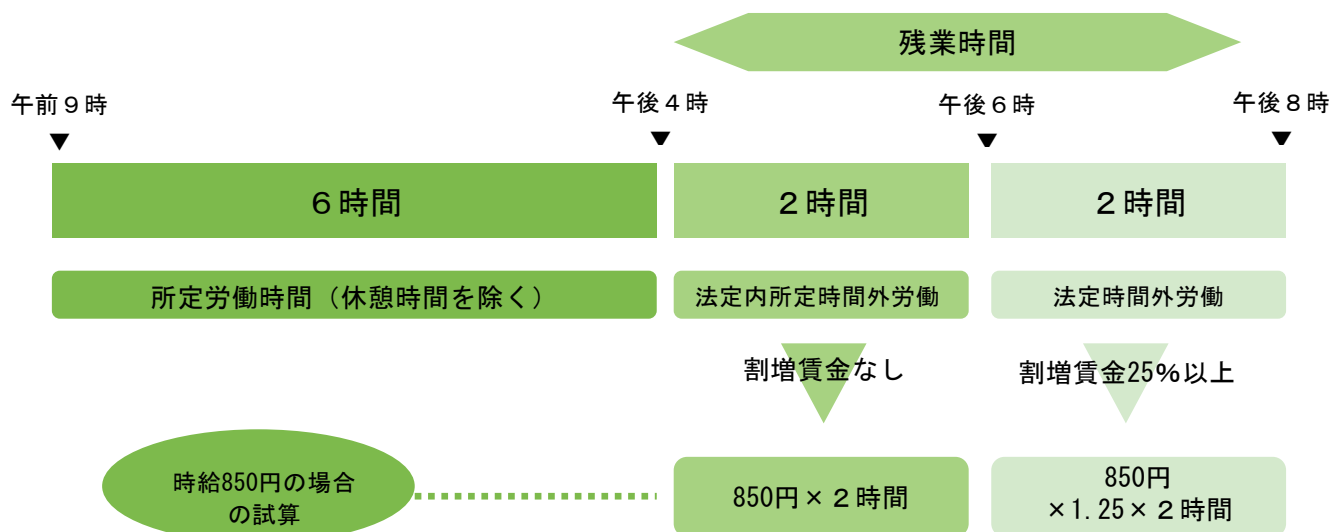 残業時間
午前９時
午後４時
午後６時
午後８時
６時間
２時間
２時間
所定労働時間（休憩時間を除く）
法定内所定時間外労働
法定時間外労働
割増賃金なし
割増賃金25%以上
時給850円の場合
の試算
850円×２時間
850円
×1.25×２時間